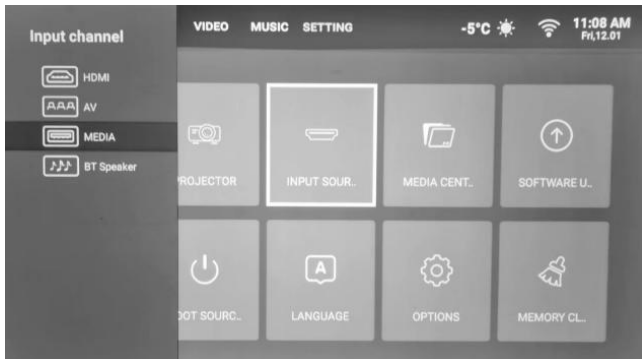 Input channel
HDMI
AAA AV
MEDIA
BT Speaker
VIDEO MUSIC SETTING
-5°C
11:08 AM
Fri,12.01
PROJECTOR
INPUT SOUR..
MEDIA CENT..
SOFTWARE U..
OOT SOURC..
LANGUAGE
A
OPTIONS
MEMORY CL..